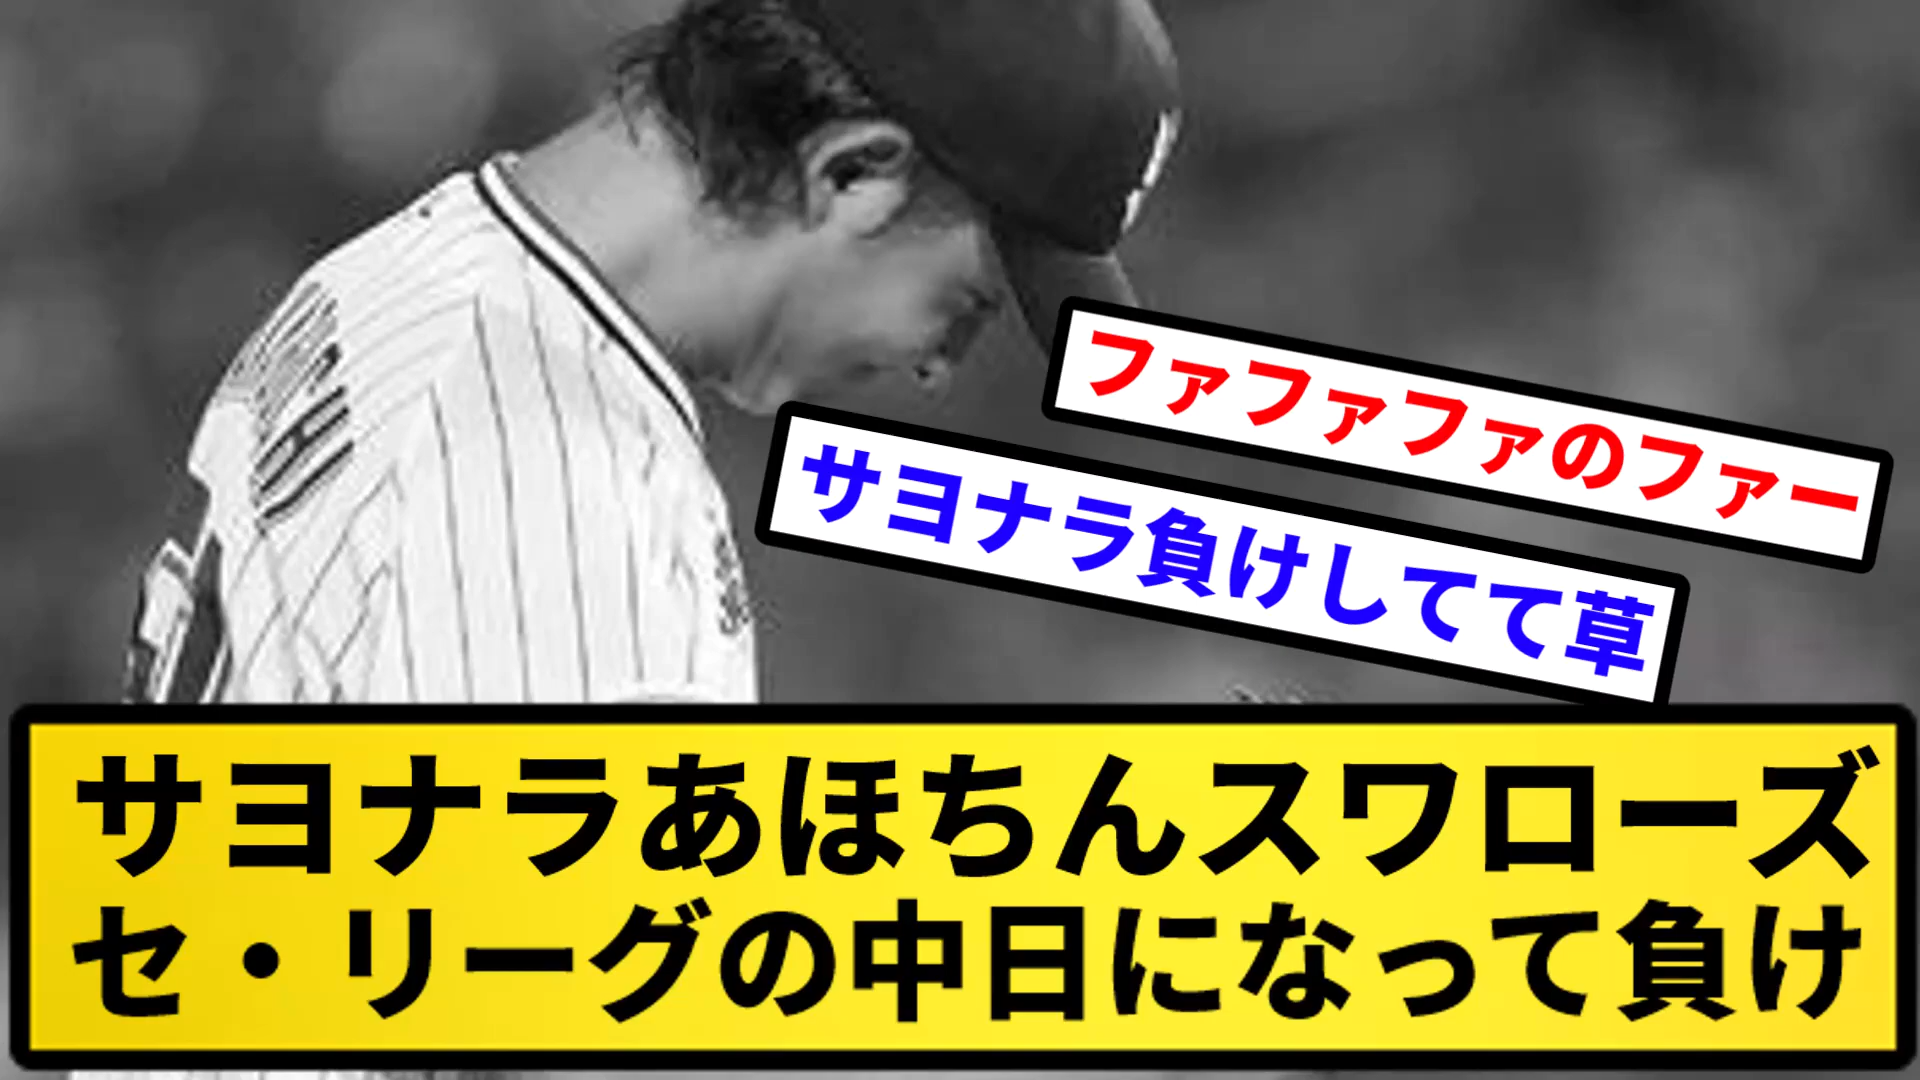 ファファファのファー
サヨナラ負けしてて草
サヨナラあほちんスワローズ
セ・リーグの中日になって負け